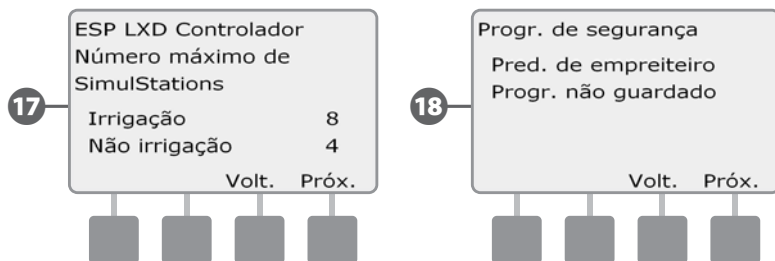 17
ESP LXD Controlador
Número máximo de
SimulStations
Irrigação 8
Não irrigação 4
Volt. Próx.
18
Progr. de segurança
Pred. de empreiteiro
Progr. não guardado
Volt. Próx.